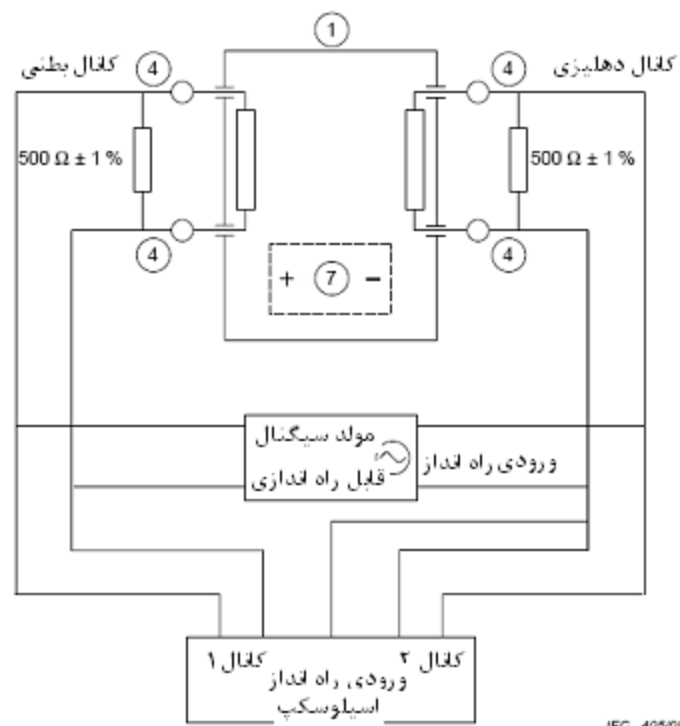 1
کانال بطنی
4
4
کانال دهلیزی
500 Ω ± 1 %
500 Ω ± 1 %
4
4
+ 7 −
مولد سیگنال
قابل راه اندازی
ورودی راه انداز
کانال ۱
کانال ۲
ورودی راه انداز
اسیلوسکپ
IEC